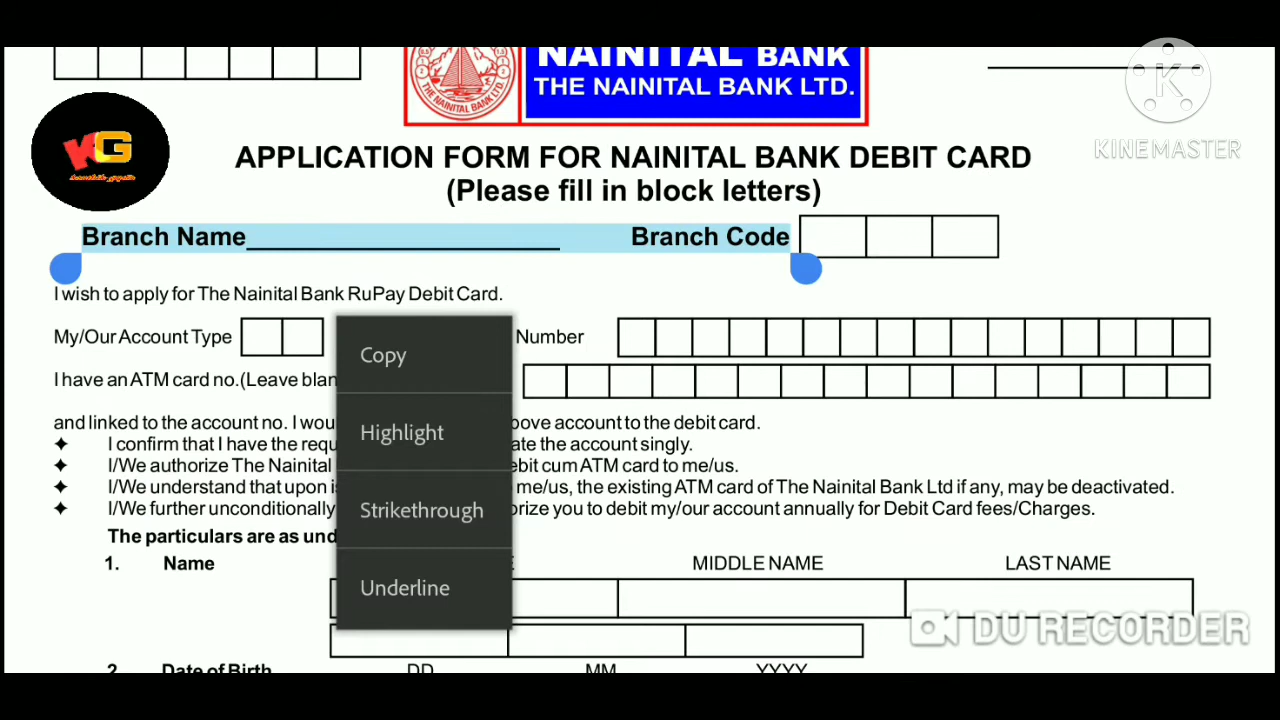 NAINITAL BANK
THE NAINITAL BANK LTD.
THE NAINITAL BANK LTD.
KG
KINEMASTER
APPLICATION FORM FOR NAINITAL BANK DEBIT CARD
(Please fill in block letters)
Branch Name Branch Code
I wish to apply for The Nainital Bank RuPay Debit Card.
My/Our Account Type Number
I have an ATM card no.(Leave blan
and linked to the account no. I wou bove account to the debit card.
I confirm that I have the requ ate the account singly.
I/We authorize The Nainital ebit cum ATM card to me/us.
I/We understand that upon is me/us, the existing ATM card of The Nainital Bank Ltd if any, may be deactivated.
I/We further unconditionally orize you to debit my/our account annually for Debit Card fees/Charges.
The particulars are as und
Copy
Highlight
Strikethrough
Underline
1. Name MIDDLE NAME LAST NAME
DU RECORDER
2. Date of Birth DD MM YYYY